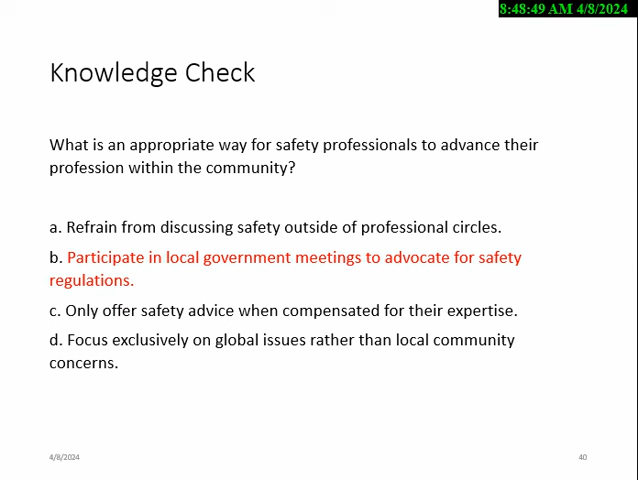 8:48:49 AM 4/8/2024
Knowledge Check
What is an appropriate way for safety professionals to advance their
profession within the community?
a. Refrain from discussing safety outside of professional circles.
b. Participate in local government meetings to advocate for safety
regulations.
c. Only offer safety advice when compensated for their expertise.
d. Focus exclusively on global issues rather than local community
concerns.
4/8/2024
40